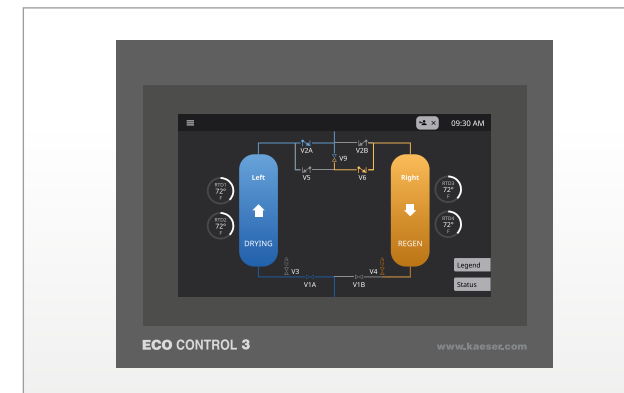 09:30 AM
V2A
V2B
V9
V5
V6
Left
Right
RTD1
72°
F
RTD2
72°
F
RTD3
72°
F
RTD4
72°
F
DRYING
REGEN
V3
V4
V1A
V1B
Legend
Status
ECO CONTROL 3
www.kaeser.com